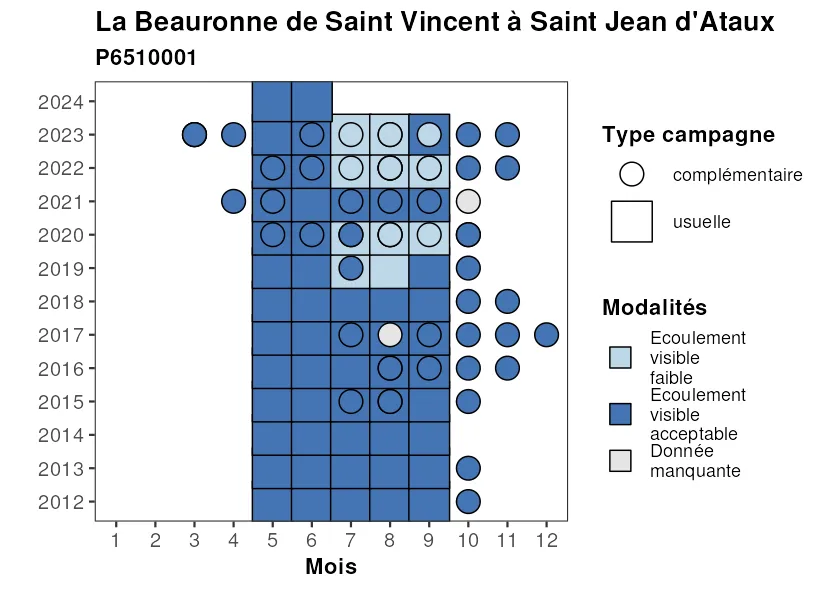 La Beauronne de Saint Vincent à Saint Jean d'Ataux
P6510001
2024
2023
2022
2021
2020
2019
2018
2017
2016
2015
2014
2013
2012
1 2 3 4 5 6 7 8 9 10 11 12
Mois
Type campagne
complémentaire
usuelle
Modalités
Ecoulement
visible
faible
Ecoulement
visible
acceptable
Donnée
manquante